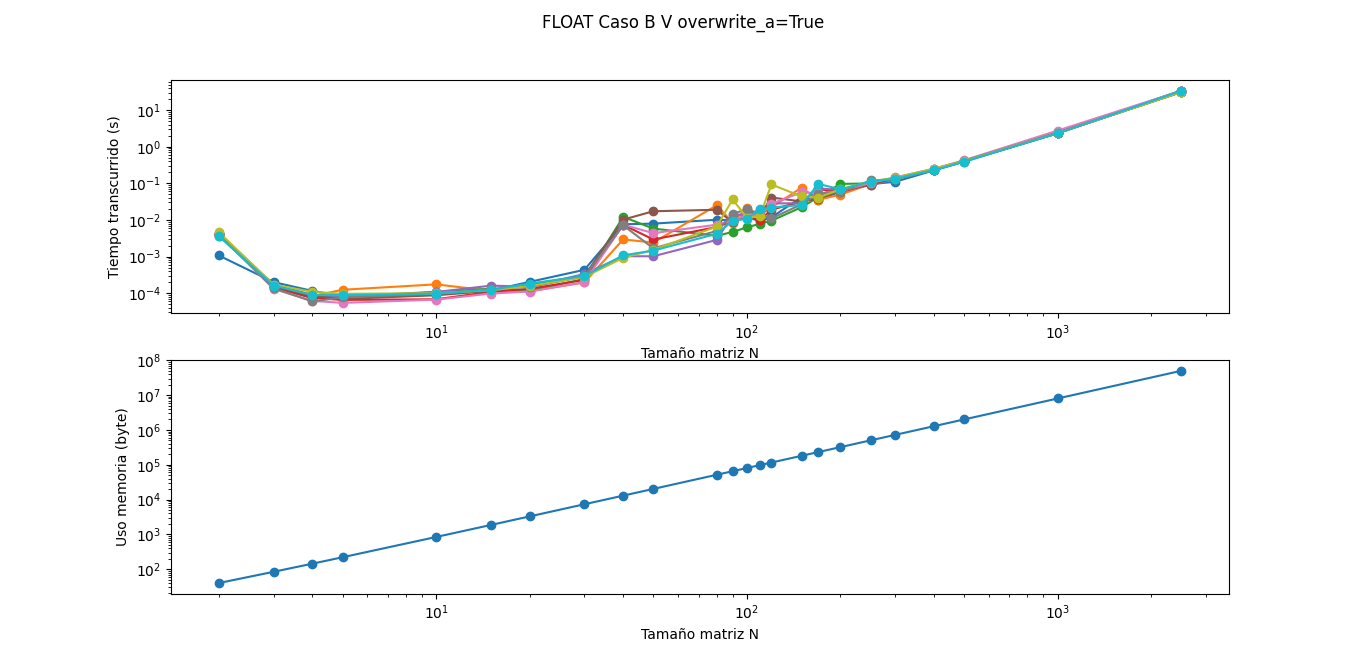 FLOAT Caso B V overwrite_a=True
Tiempo transcurrido (s)
10¹
10⁰
10⁻¹
10⁻²
10⁻³
10⁻⁴
10¹ 10² 10³
Tamaño matriz N
Uso memoria (byte)
10⁸
10⁷
10⁶
10⁵
10⁴
10³
10²
10¹ 10² 10³
Tamaño matriz N